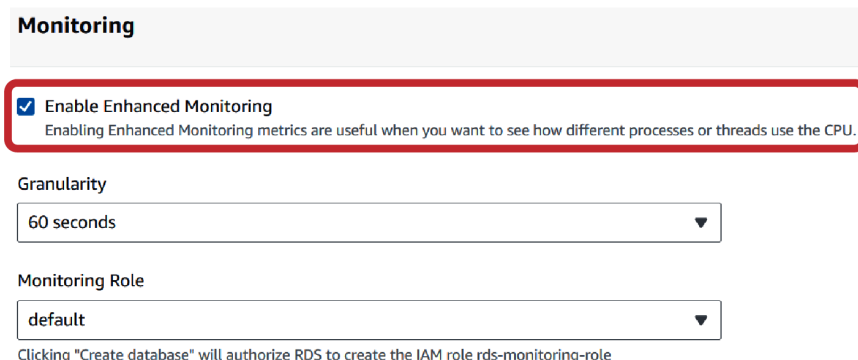 Monitoring
Enable Enhanced Monitoring
Enabling Enhanced Monitoring metrics are useful when you want to see how different processes or threads use the CPU.
Granularity
60 seconds
Monitoring Role
default
Clicking "Create database" will authorize RDS to create the IAM role rds-monitoring-role